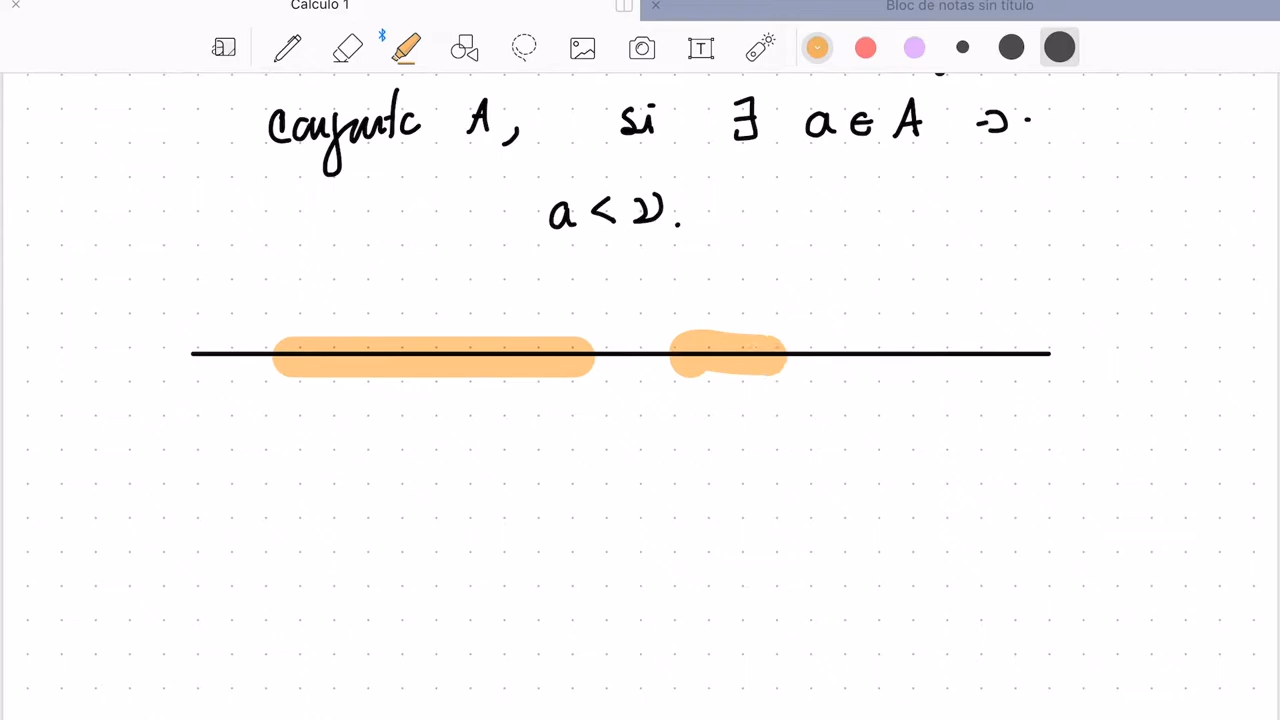 Calculo 1
Bloc de notas sin título
conjunto A, si ∃ a ∈ A ⊃·
a < υ.